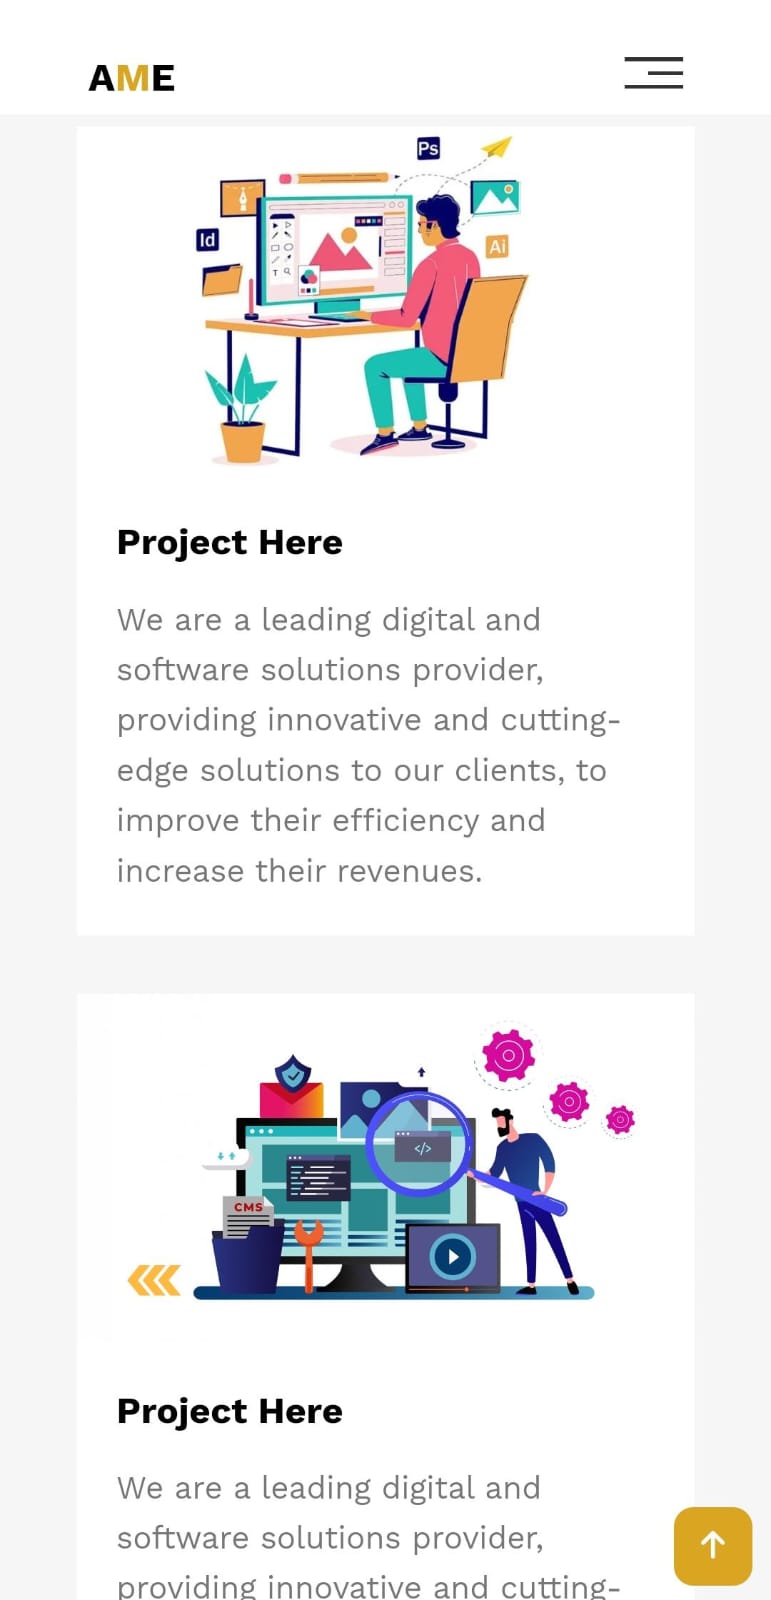 AME
Ps
Id
Ai
T
Project Here
We are a leading digital and
software solutions provider,
providing innovative and cutting-
edge solutions to our clients, to
improve their efficiency and
increase their revenues.
</>
CMS
Project Here
We are a leading digital and
software solutions provider,
providing innovative and cutting-